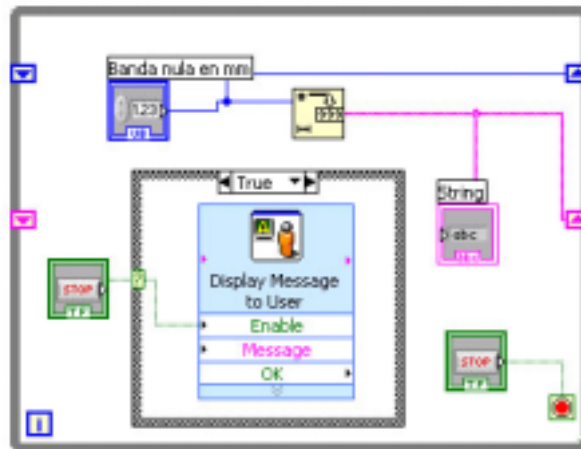 Banda nula en mm
1.23
U8
True
String
abc
abc
Display Message
to User
Enable
Message
OK
STOP
TF
STOP
TF
?
i